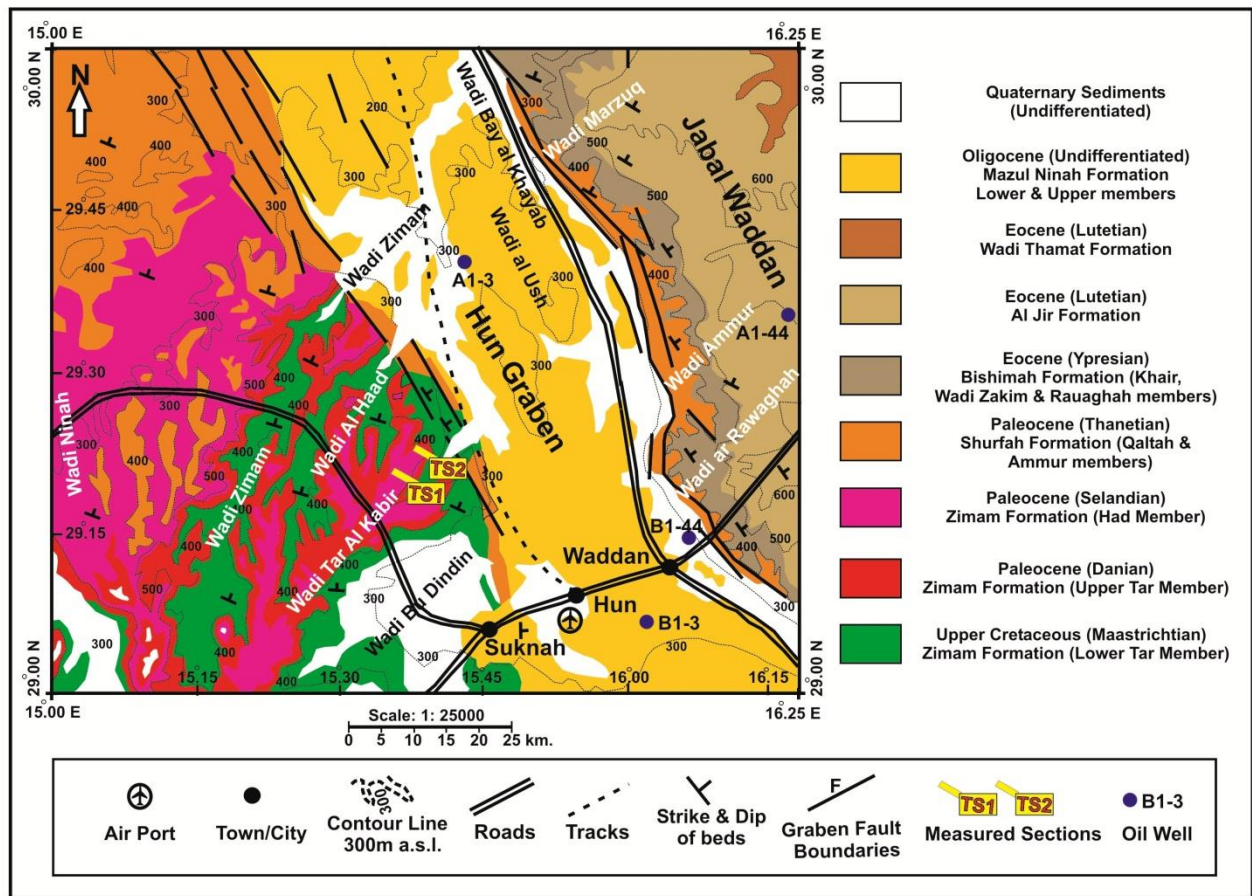 15.00 E
16.25 E
30.00 N
30.00 N
N
300
300
200
300
500
400
600
Wadi Bay al Khayab
Wadi Marzuq
Jabal Waddan
29.45
Wadi Zimam
Wadi al Ush
A1-3
Hun Graben
Wadi Ammur
A1-44
29.30
Wadi Ninah
Wadi Al Haad
Wadi Zimam
TS2
TS1
Wadi ar Rawaghah
29.15
Wadi Tar Al Kabir
B1-44
Waddan
Wadi Bu Dindin
Hun
B1-3
Suknah
29.00 N
29.00 N
15.15
15.30
15.45
16.00
16.15
15.00 E
16.25 E
Scale: 1: 25000
0 5 10 15 20 25 km.
Quaternary Sediments
(Undifferentiated)
Oligocene (Undifferentiated)
Mazul Ninah Formation
Lower & Upper members
Eocene (Lutetian)
Wadi Thamat Formation
Eocene (Lutetian)
Al Jir Formation
Eocene (Ypresian)
Bishimah Formation (Khair,
Wadi Zakim & Rauaghah members)
Paleocene (Thanetian)
Shurfah Formation (Qaltah &
Ammur members)
Paleocene (Selandian)
Zimam Formation (Had Member)
Paleocene (Danian)
Zimam Formation (Upper Tar Member)
Upper Cretaceous (Maastrichtian)
Zimam Formation (Lower Tar Member)
Air Port
Town/City
300
Contour Line
300m a.s.l.
Roads
Tracks
Strike & Dip
of beds
F
Graben Fault
Boundaries
TS1 TS2
Measured Sections
B1-3
Oil Well